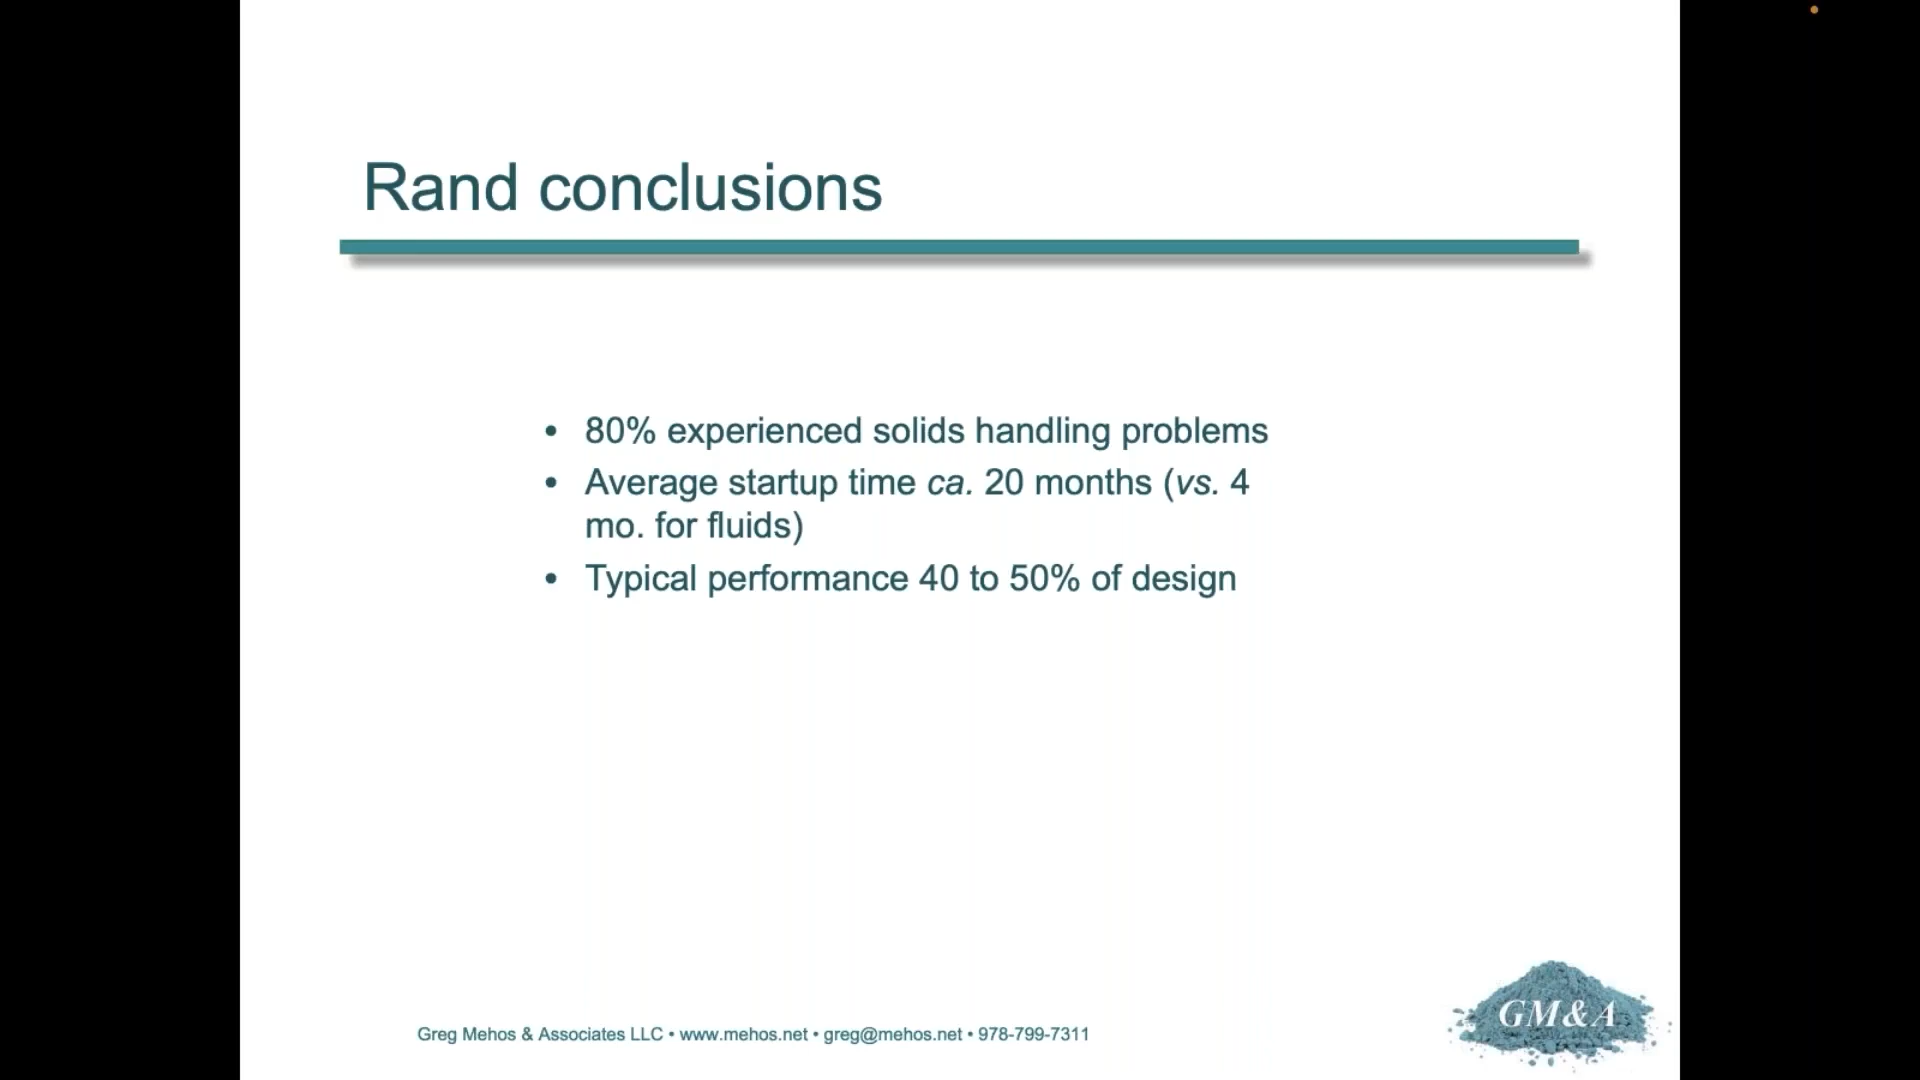 Rand conclusions
• 80% experienced solids handling problems
• Average startup time ca. 20 months (vs. 4
mo. for fluids)
• Typical performance 40 to 50% of design
Greg Mehos & Associates LLC • www.mehos.net • greg@mehos.net • 978-799-7311
GM&A